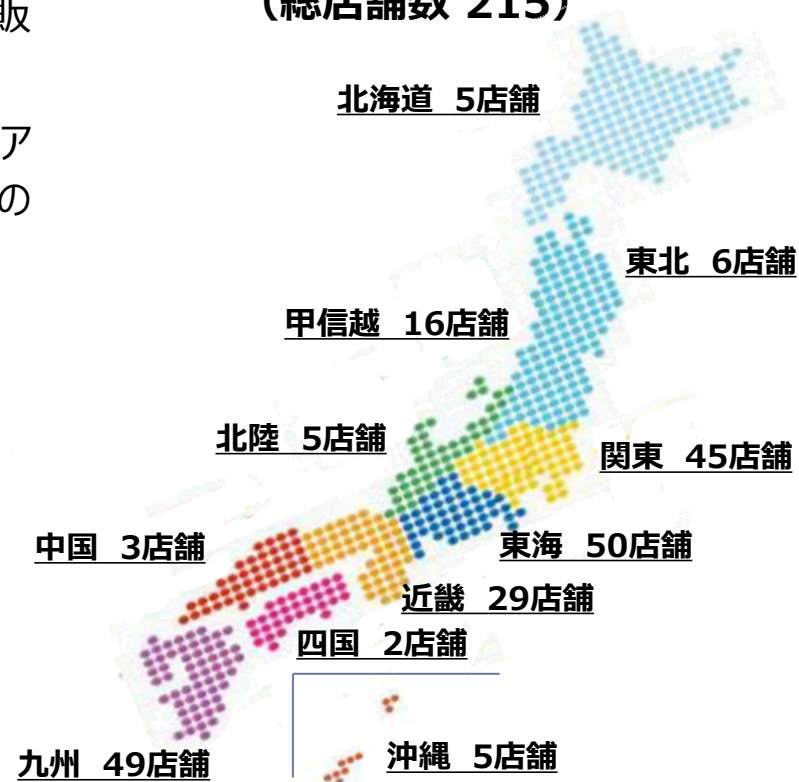 販
(総店舗数 215)
北海道 5店舗
ア
の
東北 6店舗
甲信越 16店舗
北陸 5店舗
関東 45店舗
中国 3店舗
東海 50店舗
近畿 29店舗
四国 2店舗
沖縄 5店舗
九州 49店舗